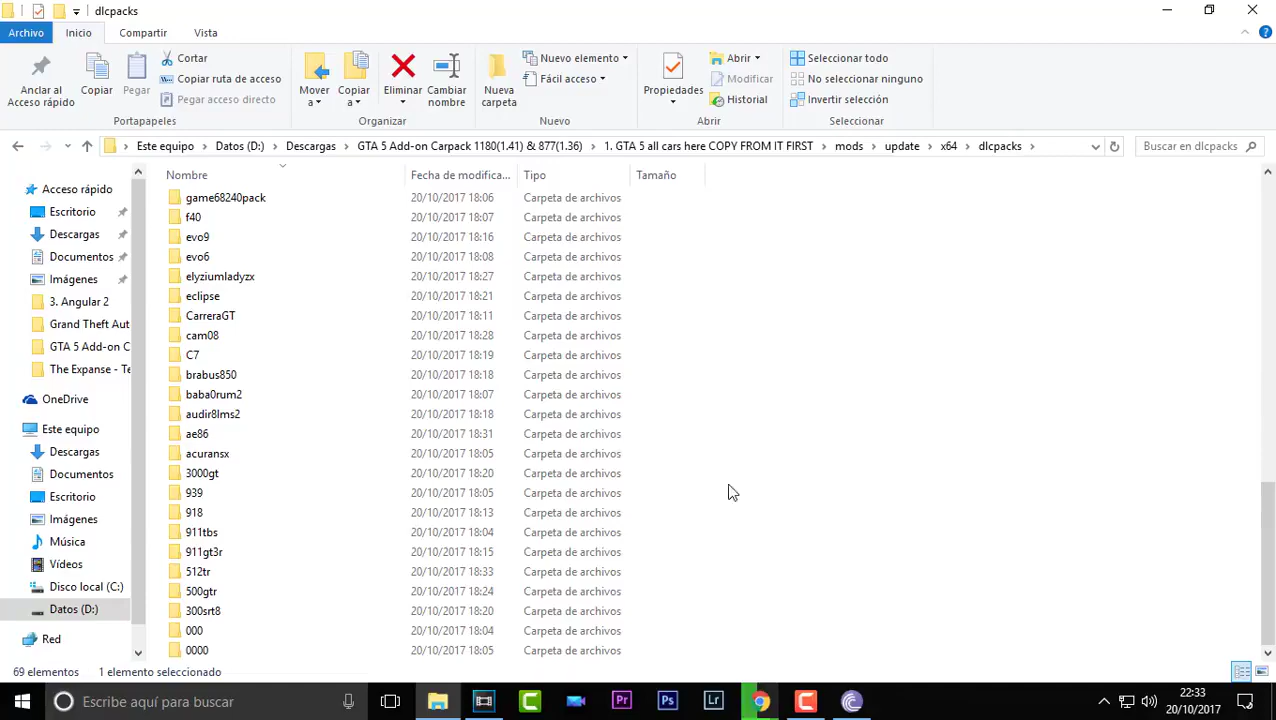 dlcpacks
Archivo Inicio Compartir Vista
Anclar al Acceso rápido
Copiar
Pegar
Cortar
Copiar ruta de acceso
Pegar acceso directo
Portapapeles
Mover a
Copiar a
Eliminar
Cambiar nombre
Organizar
Nueva carpeta
Nuevo elemento
Fácil acceso
Nuevo
Propiedades
Abrir
Modificar
Historial
Abrir
Seleccionar todo
No seleccionar ninguno
Invertir selección
Seleccionar
Este equipo > Datos (D:) > Descargas > GTA 5 Add-on Carpack 1180(1.41) & 877(1.36) > 1. GTA 5 all cars here COPY FROM IT FIRST > mods > update > x64 > dlcpacks >
Buscar en dlcpacks
Acceso rápido
Escritorio
Descargas
Documentos
Imágenes
3. Angular 2
Grand Theft Aut
GTA 5 Add-on C
The Expanse - Te
OneDrive
Este equipo
Descargas
Documentos
Escritorio
Imágenes
Música
Vídeos
Disco local (C:)
Datos (D:)
Red
Nombre Fecha de modifica... Tipo Tamaño
game68240pack 20/10/2017 18:06 Carpeta de archivos
f40 20/10/2017 18:07 Carpeta de archivos
evo9 20/10/2017 18:16 Carpeta de archivos
evo6 20/10/2017 18:08 Carpeta de archivos
elyziumladyzx 20/10/2017 18:27 Carpeta de archivos
eclipse 20/10/2017 18:21 Carpeta de archivos
CarreraGT 20/10/2017 18:11 Carpeta de archivos
cam08 20/10/2017 18:28 Carpeta de archivos
C7 20/10/2017 18:19 Carpeta de archivos
brabus850 20/10/2017 18:18 Carpeta de archivos
baba0rum2 20/10/2017 18:07 Carpeta de archivos
audir8lms2 20/10/2017 18:18 Carpeta de archivos
ae86 20/10/2017 18:31 Carpeta de archivos
acuransx 20/10/2017 18:05 Carpeta de archivos
3000gt 20/10/2017 18:20 Carpeta de archivos
939 20/10/2017 18:05 Carpeta de archivos
918 20/10/2017 18:13 Carpeta de archivos
911tbs 20/10/2017 18:04 Carpeta de archivos
911gt3r 20/10/2017 18:15 Carpeta de archivos
512tr 20/10/2017 18:33 Carpeta de archivos
500gtr 20/10/2017 18:24 Carpeta de archivos
300srt8 20/10/2017 18:20 Carpeta de archivos
000 20/10/2017 18:04 Carpeta de archivos
0000 20/10/2017 18:05 Carpeta de archivos
69 elementos 1 elemento seleccionado
Escribe aquí para buscar
Pr
Ps
Lr
22:33
20/10/2017